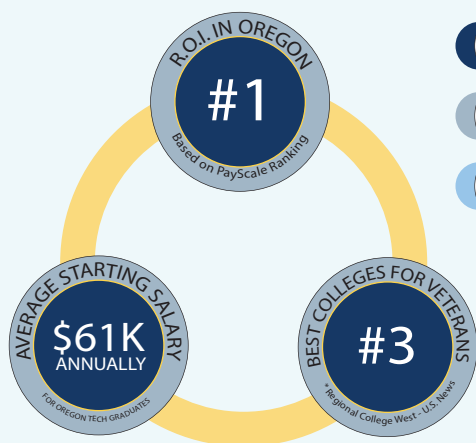 R.O.I. IN OREGON
#1
Based on PayScale Ranking
AVERAGE STARTING SALARY
$61K
ANNUALLY
FOR OREGON TECH GRADUATES
BEST COLLEGES FOR VETERANS
#3
* Regional College West - U.S. News